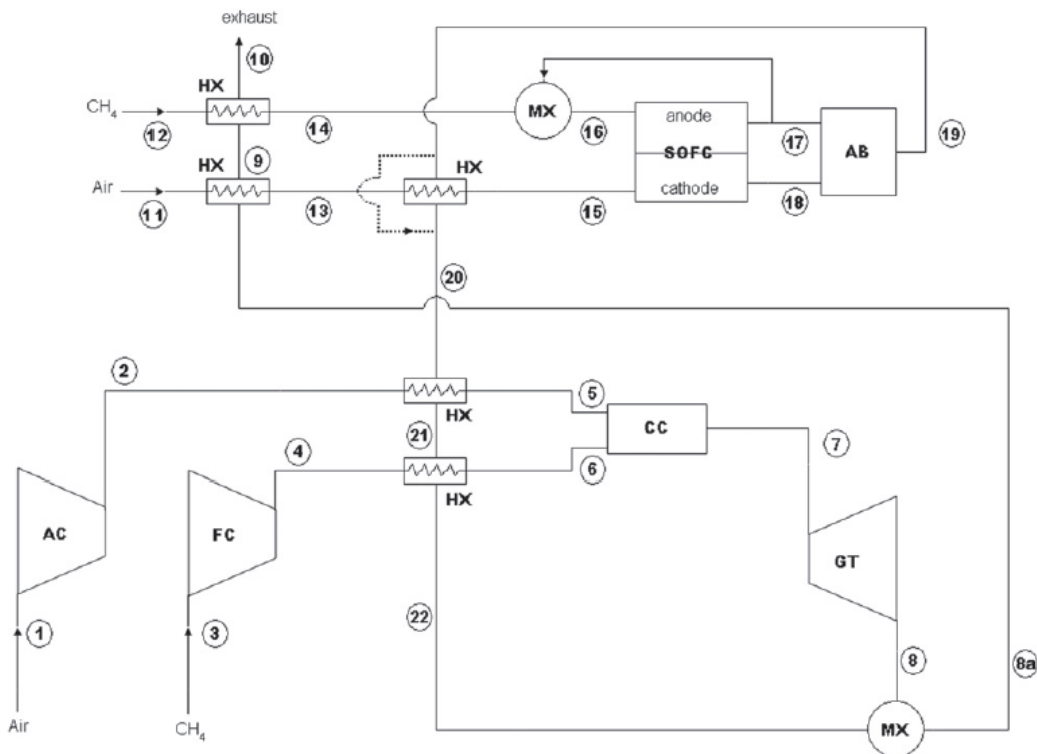 exhaust
10
HX
CH4
12
14
MX
16
anode
SOFC
cathode
17
AB
19
HX
9
Air
11
13
HX
15
18
20
2
5
HX
CC
7
4
21
6
HX
AC
FC
GT
1
3
22
8
8a
Air
CH4
MX